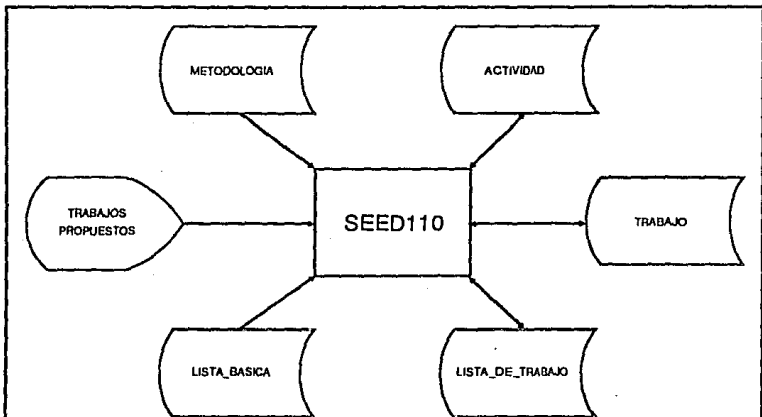 METODOLOGIA
ACTIVIDAD
TRABAJOS
PROPUESTOS
SEED110
TRABAJO
LISTA_BASICA
LISTA_DE_TRABAJO